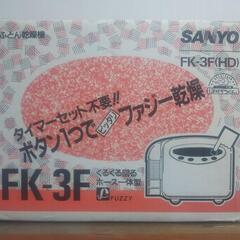 ふとん乾燥機
SANYO
FK-3F(HD)
タイマーセット不要!!
ボタン1つでピッタリファジー乾燥
FK-3F
くるくる回る
ホース一体型
FUZZY